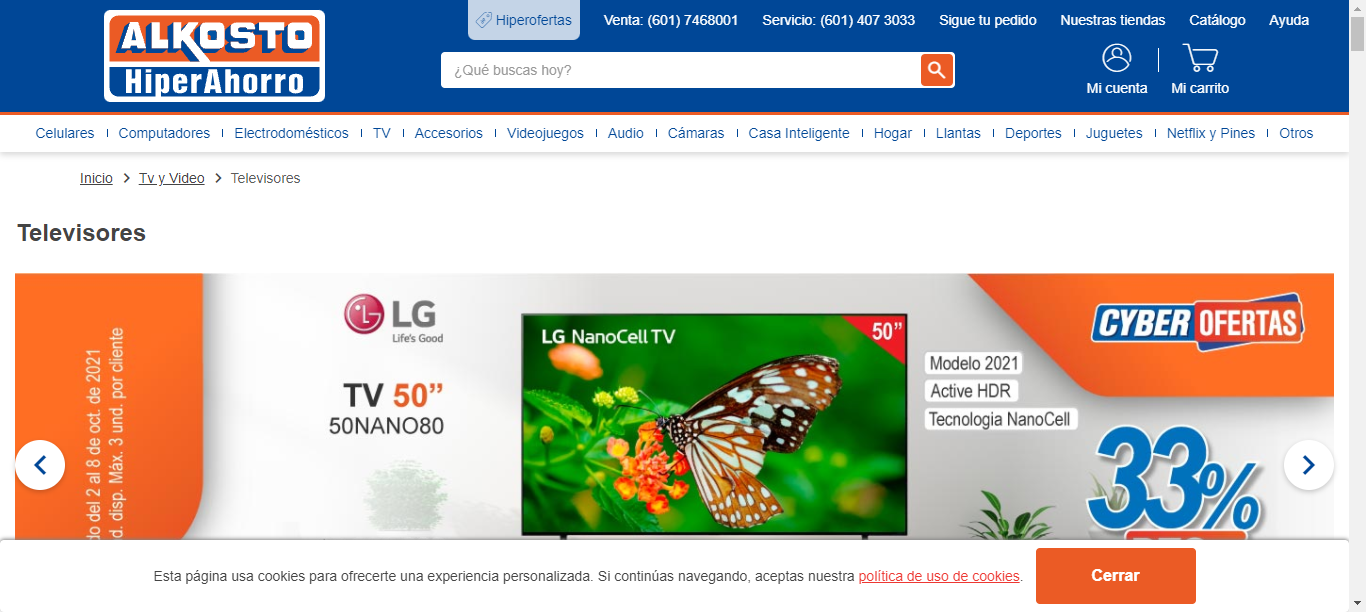 ALKOSTO
HiperAhorro
Hiperofertas
Venta: (601) 7468001
Servicio: (601) 407 3033
Sigue tu pedido
Nuestras tiendas
Catálogo
Ayuda
¿Qué buscas hoy?
Mi cuenta
Mi carrito
Celulares
Computadores
Electrodomésticos
TV
Accesorios
Videojuegos
Audio
Cámaras
Casa Inteligente
Hogar
Llantas
Deportes
Juguetes
Netflix y Pines
Otros
Inicio > Tv y Video > Televisores
Televisores
do del 2 al 8 de oct. de 2021
d. disp. Máx. 3 und. por cliente
LG
Life's Good
TV 50”
50NANO80
LG NanoCell TV
50”
Modelo 2021
Active HDR
Tecnologia NanoCell
CYBER OFERTAS
33%
Esta página usa cookies para ofrecerte una experiencia personalizada. Si continúas navegando, aceptas nuestra política de uso de cookies.
Cerrar